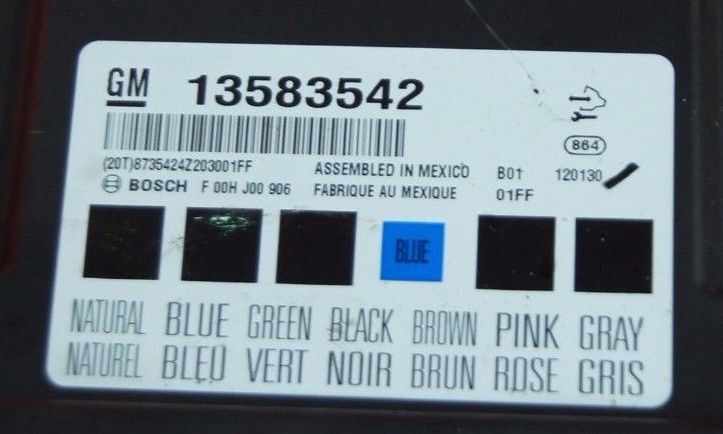 GM 13583542
864
(20T)8735424Z203001FF ASSEMBLED IN MEXICO B01 120130
BOSCH F 00H J00 906 FABRIQUE AU MEXIQUE 01FF
BLUE
NATURAL BLUE GREEN BLACK BROWN PINK GRAY
NATUREL BLEU VERT NOIR BRUN ROSE GRIS